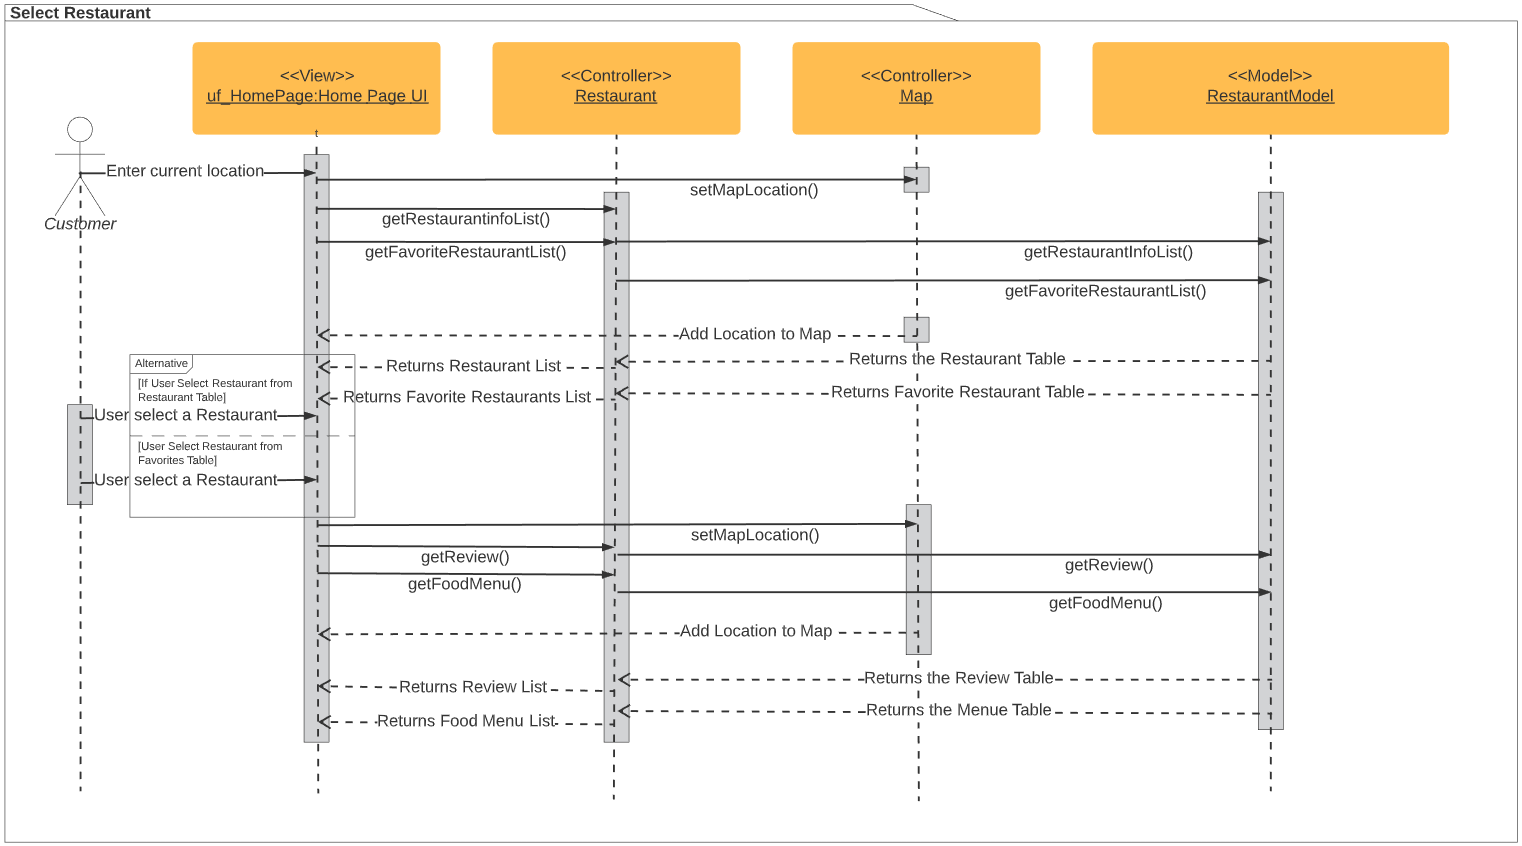 Select Restaurant
<<View>>
uf_HomePage:Home Page UI
t
<<Controller>>
Restaurant
<<Controller>>
Map
<<Model>>
RestaurantModel
Customer
Enter current location
setMapLocation()
getRestaurantinfoList()
getFavoriteRestaurantList()
getRestaurantInfoList()
getFavoriteRestaurantList()
Add Location to Map
Returns the Restaurant Table
Returns Restaurant List
Returns Favorite Restaurant Table
Returns Favorite Restaurants List
Alternative
[If User Select Restaurant from
Restaurant Table]
User select a Restaurant
[User Select Restaurant from
Favorites Table]
User select a Restaurant
setMapLocation()
getReview()
getReview()
getFoodMenu()
getFoodMenu()
Add Location to Map
Returns the Review Table
Returns Review List
Returns the Menue Table
Returns Food Menu List